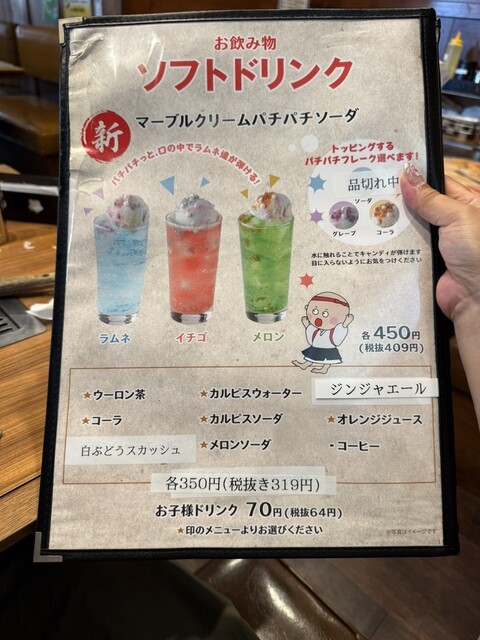 お飲み物
ソフトドリンク
新
マーブルクリームパチパチソーダ
パチパチっと、口の中でラムネ達が弾ける!
トッピングする
パチパチフレーク選べます!
品切れ中
ソーダ
グレープ
コーラ
水に触れることでキャンディが弾けます
目に入らないようにお気をつけください
ラムネ
イチゴ
メロン
各450円
(税抜409円)
★ウーロン茶
★カルピスウォーター
ジンジャエール
★コーラ
★カルピスソーダ
★オレンジジュース
白ぶどうスカッシュ
★メロンソーダ
・コーヒー
各350円(税抜き319円)
お子様ドリンク 70円(税抜64円)
★印のメニューよりお選びください
※写真はイメージです